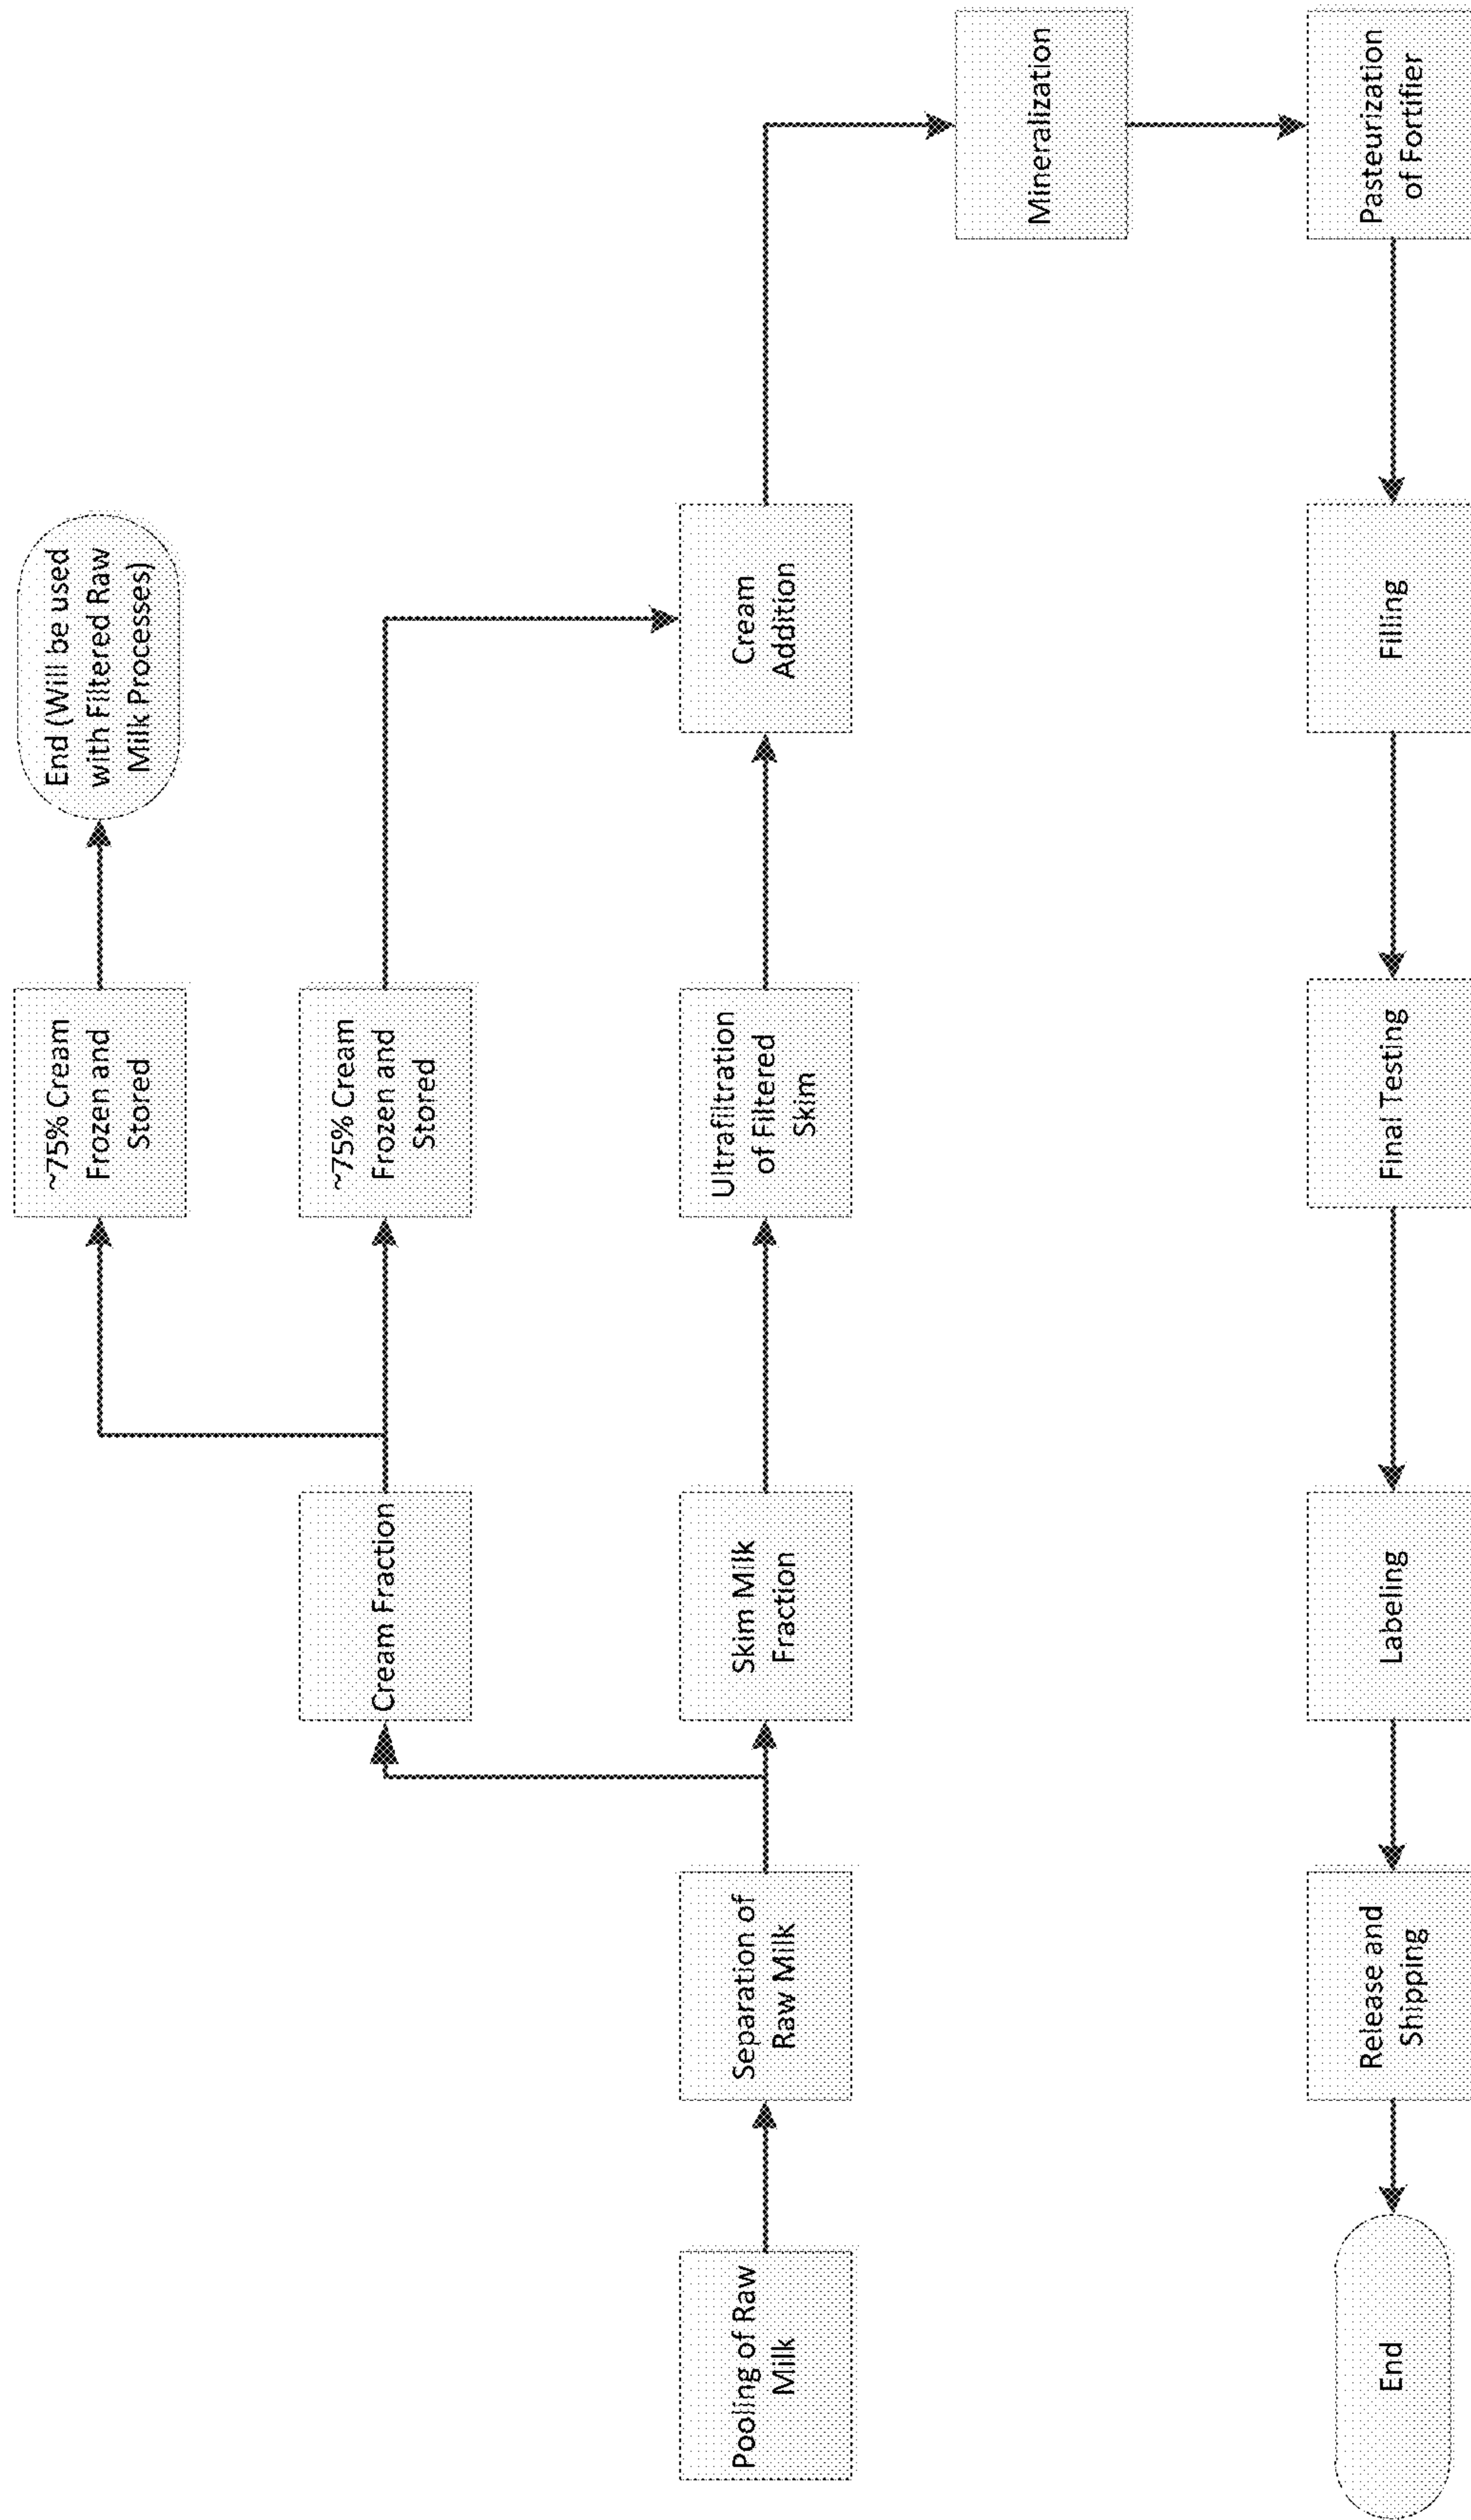 ~75% Cream
Frozen and
Stored
End (Will be used
with Filtered Raw
Milk Processes)
Cream Fraction
~75% Cream
Frozen and
Stored
Pooling of Raw
Milk
Separation of
Raw Milk
Skim Milk
Fraction
Ultrafiltration
of Filtered
Skim
Cream
Addition
Mineralization
End
Release and
Shipping
Labeling
Final Testing
Filling
Pasteurization
of Fortifier